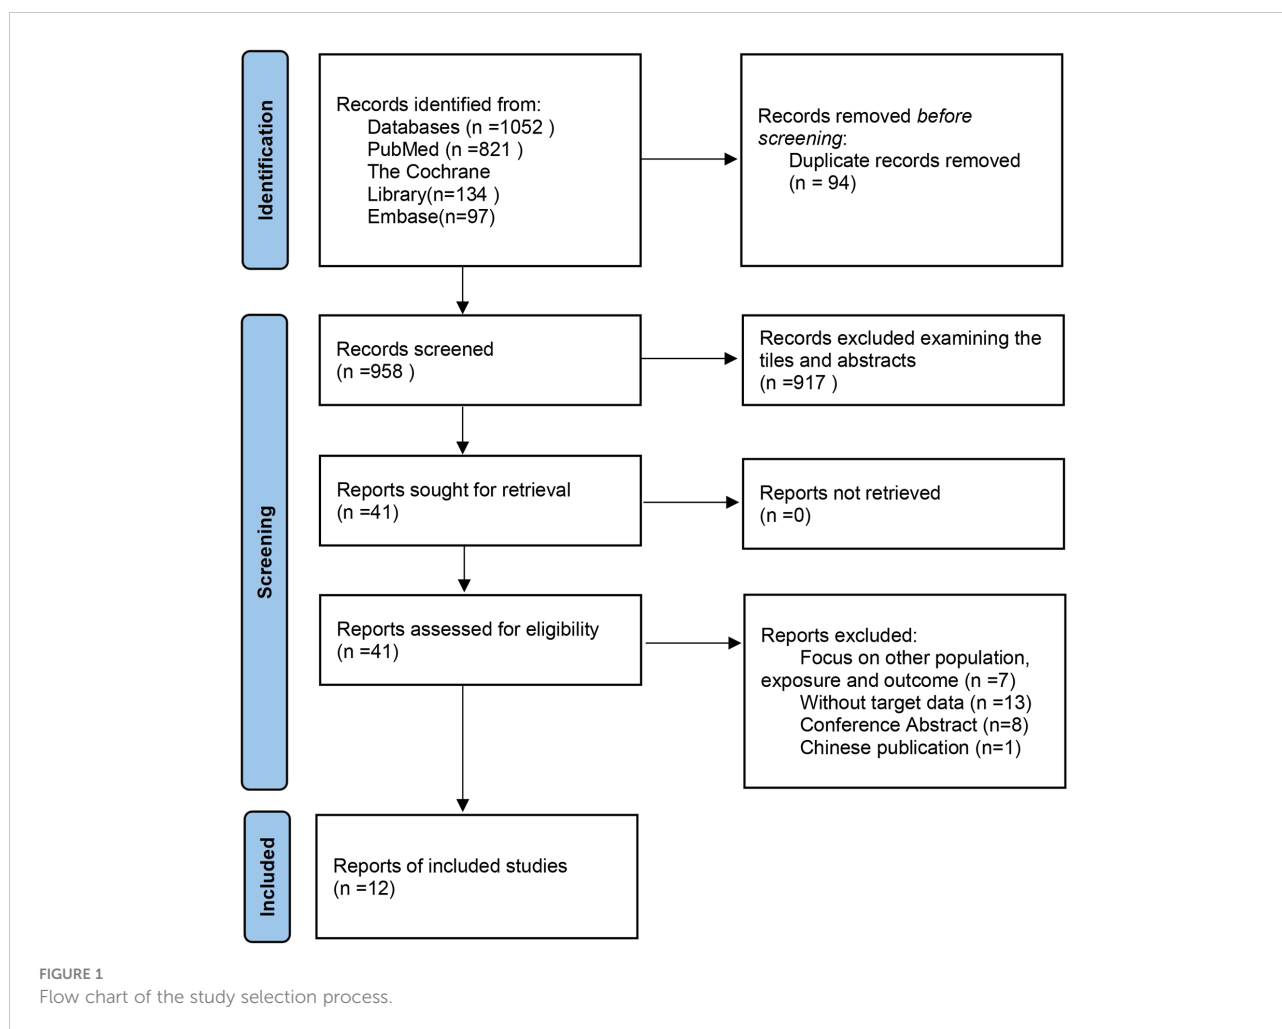 Identification
Records identified from:
Databases (n =1052 )
PubMed (n =821 )
The Cochrane
Library(n=134 )
Embase(n=97)
Records removed before
screening:
Duplicate records removed
(n = 94)
Screening
Records screened
(n =958 )
Records excluded examining the
tiles and abstracts
(n =917 )
Reports sought for retrieval
(n =41)
Reports not retrieved
(n =0)
Reports assessed for eligibility
(n =41)
Reports excluded:
Focus on other population,
exposure and outcome (n =7)
Without target data (n =13)
Conference Abstract (n=8)
Chinese publication (n=1)
Included
Reports of included studies
(n =12)
FIGURE 1
Flow chart of the study selection process.